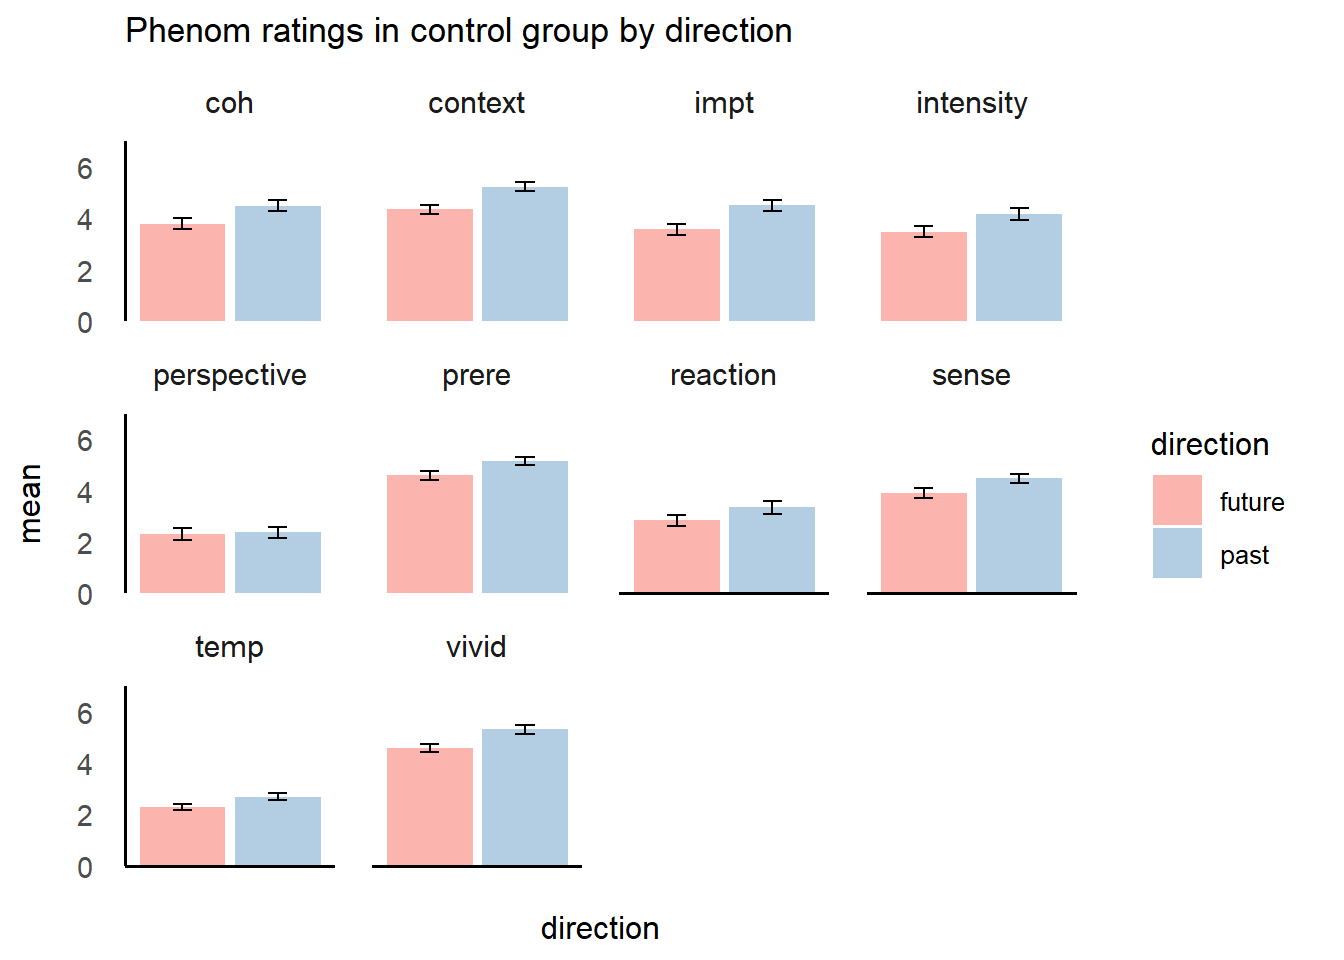 Phenom ratings in control group by direction
coh context impt intensity
6
4
2
0
perspective prere reaction sense
6
4
2
0
mean
direction
future
past
temp vivid
6
4
2
0
direction